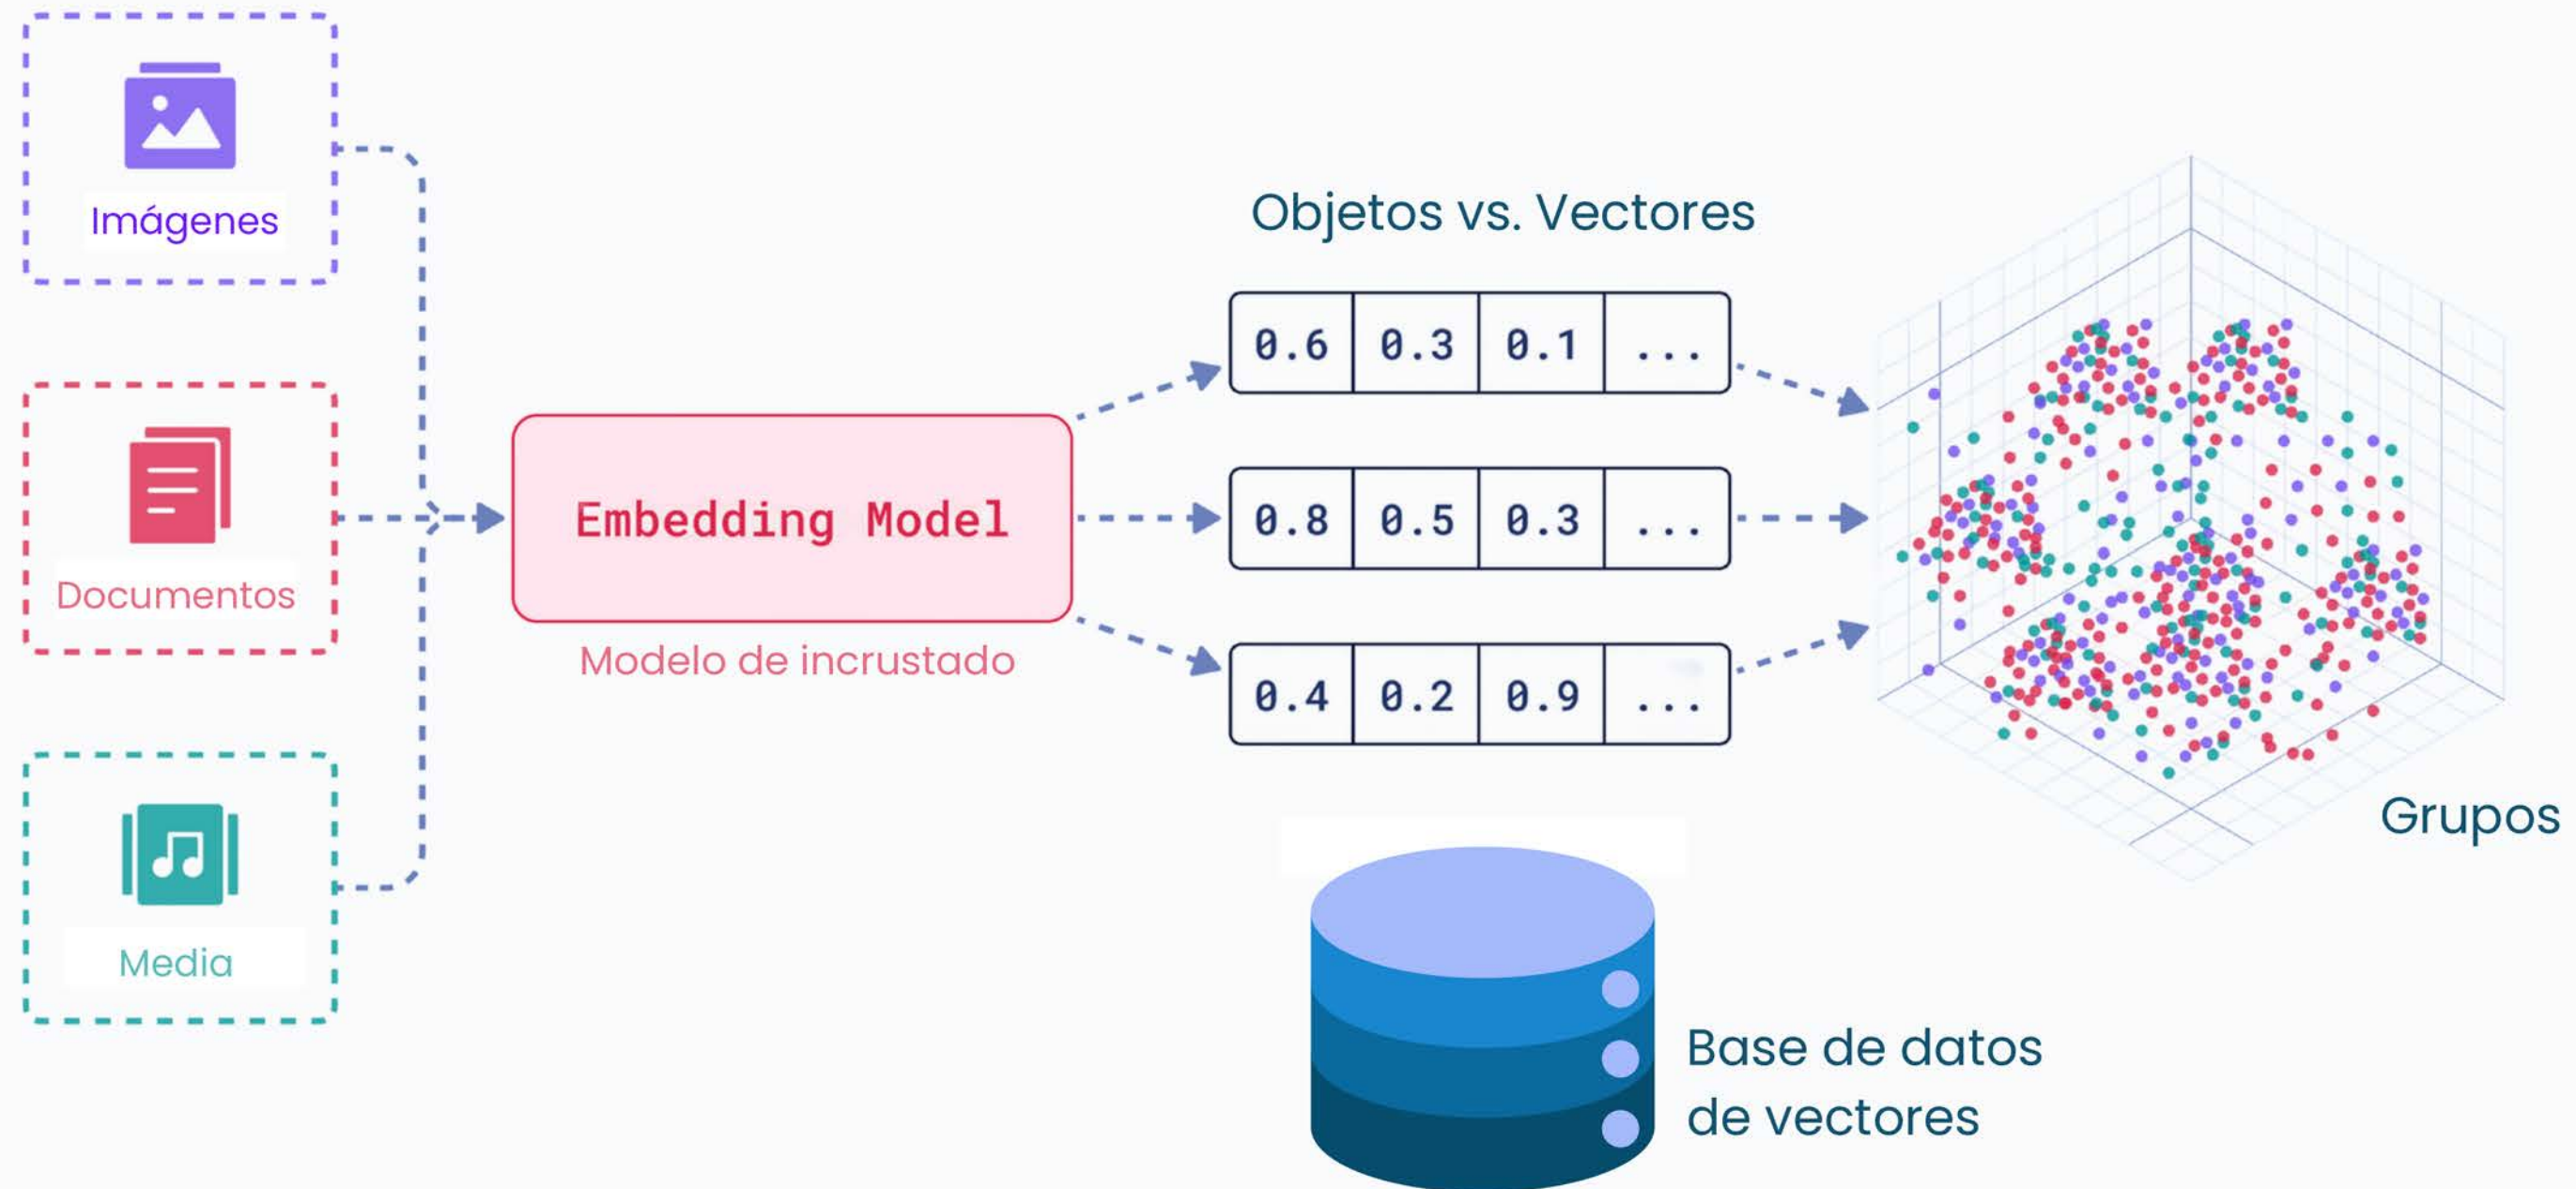 Imágenes
Documentos
Media
Embedding Model
Modelo de incrustado
Objetos vs. Vectores
0.6 0.3 0.1 ...
0.8 0.5 0.3 ...
0.4 0.2 0.9 ...
Grupos
Base de datos
de vectores